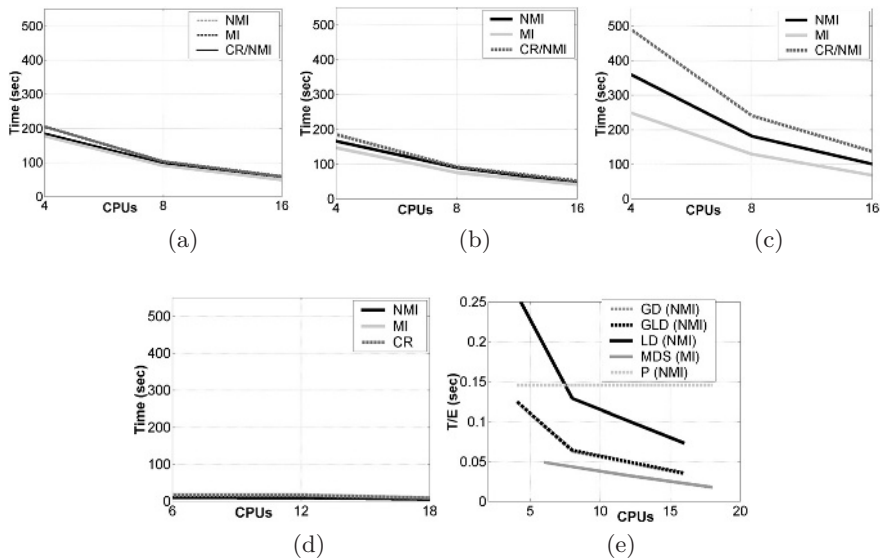 500
400
300
200
100
0
Time (sec)
4
8
16
CPUs
NMI
MI
CR/NMI
(a)
500
400
300
200
100
0
Time (sec)
4
8
16
CPUs
NMI
MI
CR/NMI
(b)
500
400
300
200
100
0
Time (sec)
4
8
16
CPUs
NMI
MI
CR/NMI
(c)
500
400
300
200
100
0
Time (sec)
6
12
18
CPUs
NMI
MI
CR
(d)
0.25
0.2
0.15
0.1
0.05
0
T/E (sec)
5
10
15
20
CPUs
GD (NMI)
GLD (NMI)
LD (NMI)
MDS (MI)
P (NMI)
(e)